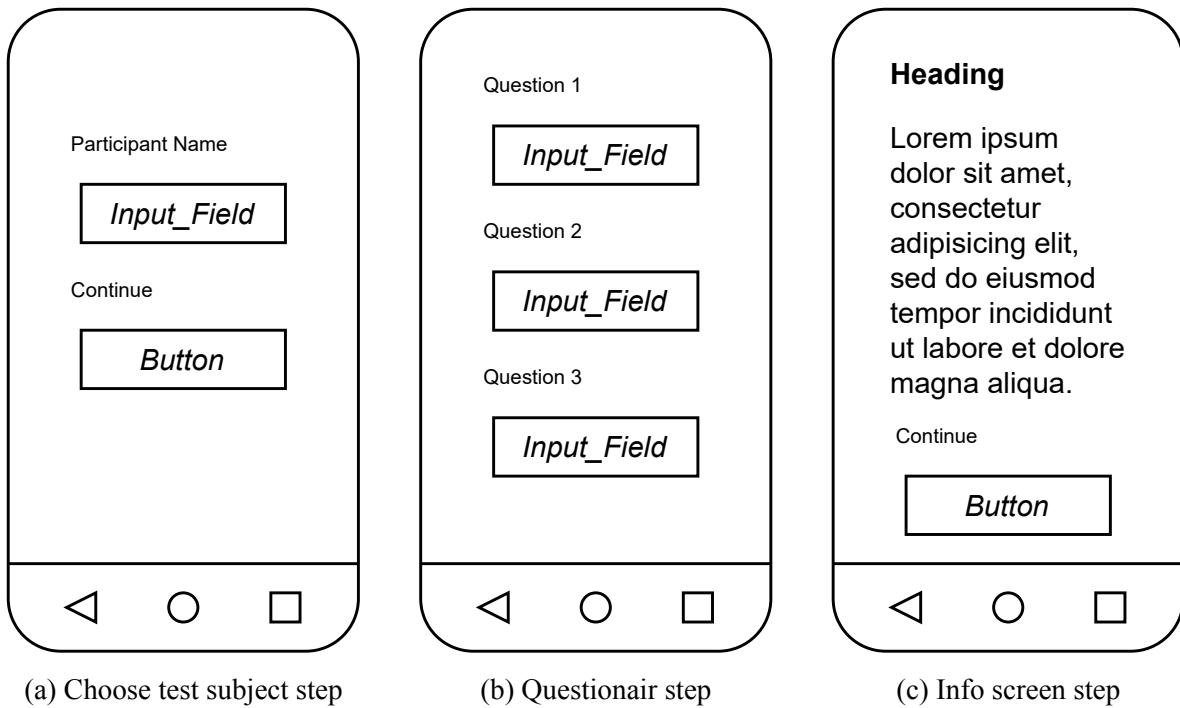 Participant Name
Input_Field
Continue
Button
(a) Choose test subject step
Question 1
Input_Field
Question 2
Input_Field
Question 3
Input_Field
(b) Questionair step
Heading
Lorem ipsum
dolor sit amet,
consectetur
adipisicing elit,
sed do eiusmod
tempor incididunt
ut labore et dolore
magna aliqua.
Continue
Button
(c) Info screen step